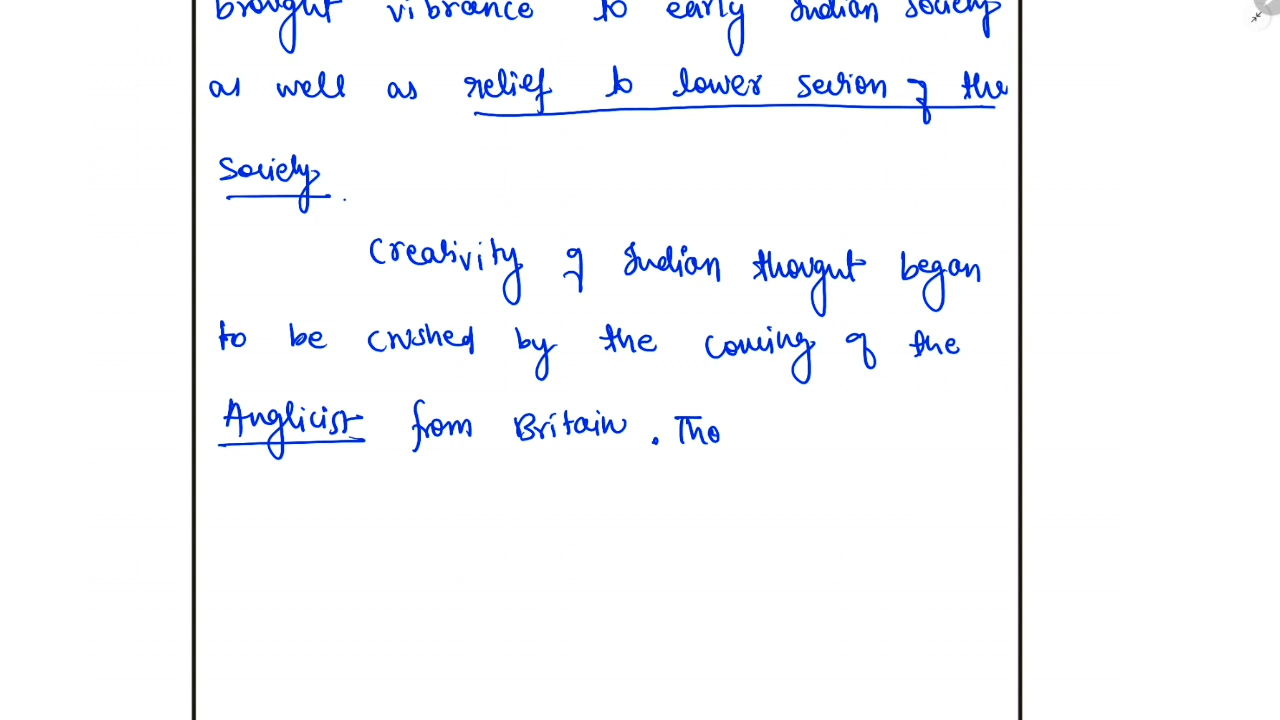 brought vibrance to early Indian society
as well as relief to lower section of the
society.
Creativity of Indian thought began
to be crushed by the coming of the
Anglicist from Britain. Tho